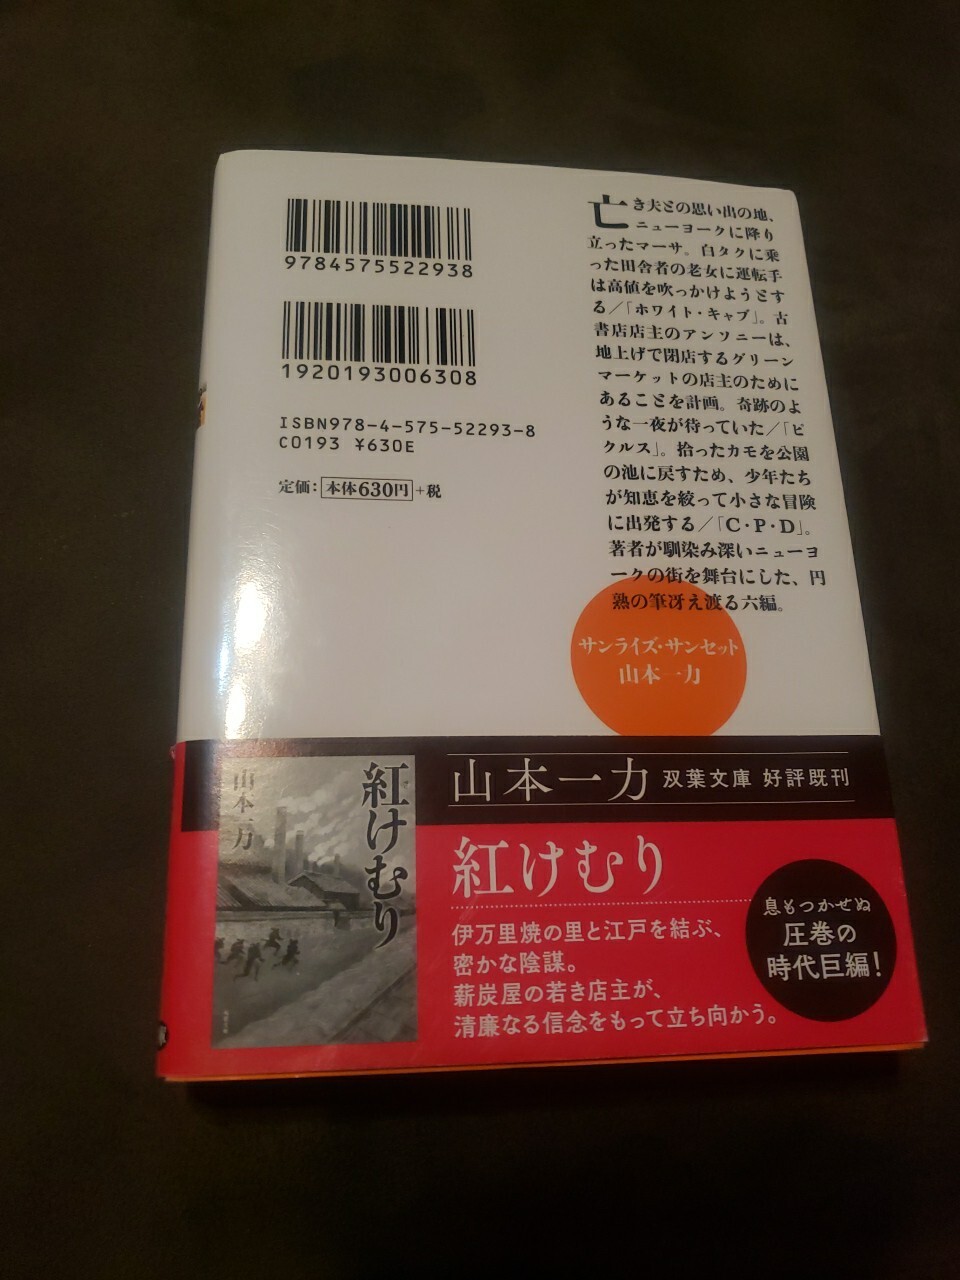 9784575522938
1920193006308
ISBN978-4-575-52293-8
C0193 ¥630E
定価：本体630円+税
亡き夫との思い出の地、
ニューヨークに降り
立ったマーサ。白タクに乗
った田舎者の老女に運転手
は高値を吹っかけようとす
る/「ホワイト・キャブ」。古
書店店主のアンソニーは、
地上げで閉店するグリーン
マーケットの店主のために
あることを計画。奇跡のよ
うな一夜が待っていた/「ピ
クルス」。拾ったカモを公園
の池に戻すため、少年たち
が知恵を絞って小さな冒険
に出発する/「C・P・D」。
著者が馴染み深いニューヨ
ークの街を舞台にした、円
熟の筆冴え渡る六編。
サンライズ・サンセット
山本一力
紅けむり
山本一力
山本一力 双葉文庫 好評既刊
紅けむり
伊万里焼の里と江戸を結ぶ、
密かな陰謀。
薪炭屋の若き店主が、
清廉なる信念をもって立ち向かう。
息もつかせぬ
圧巻の
時代巨編!